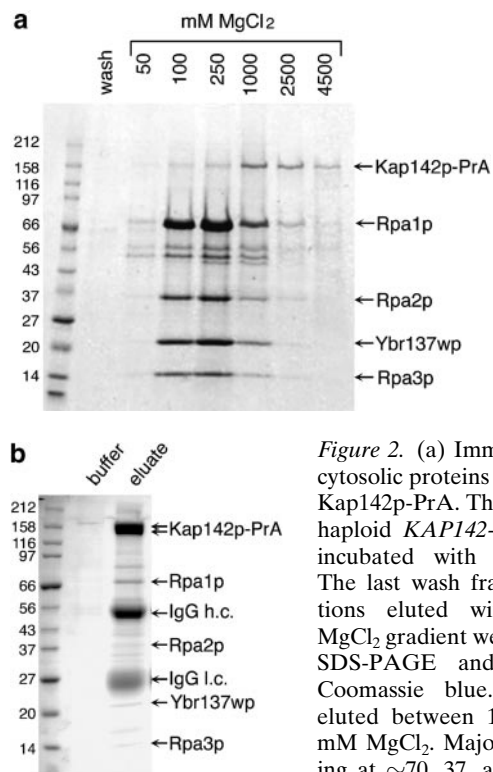 a
mM MgCl2
wash 50 100 250 1000 2500 4500
212
158
116
97
66
56
43
37
27
20
14
Kap142p-PrA
Rpa1p
Rpa2p
Ybr137wp
Rpa3p
b
buffer eluate
212
158
116
97
66
56
43
37
27
20
14
Kap142p-PrA
Rpa1p
IgG h.c.
Rpa2p
IgG l.c.
Ybr137wp
Rpa3p
Figure 2. (a) Imm
cytosolic proteins
Kap142p-PrA. Th
haploid KAP142-
incubated with
The last wash fra
tions eluted wi
MgCl2 gradient we
SDS-PAGE and
Coomassie blue.
eluted between 1
mM MgCl2. Majo
ing at ~70, 37, a